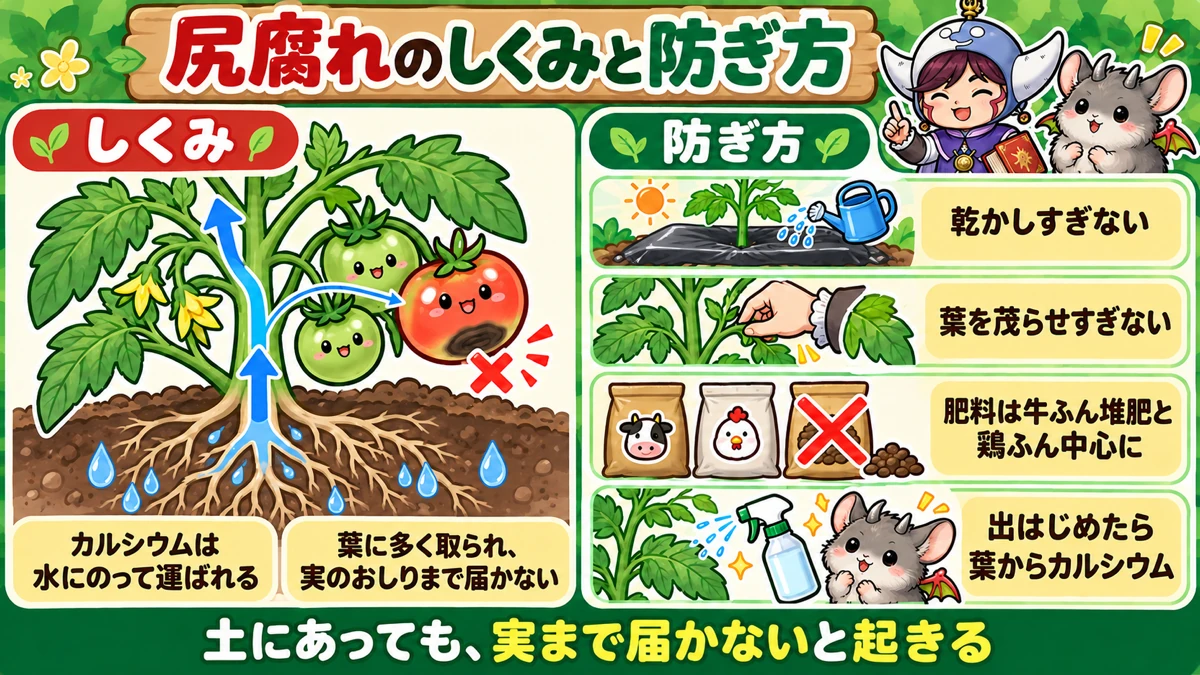 尻腐れのしくみと防ぎ方
しくみ
カルシウムは
水にのって運ばれる
葉に多く取られ、
実のおしりまで届かない
防ぎ方
乾かしすぎない
葉を茂らせすぎない
肥料は牛ふん堆肥と
鶏ふん中心に
出はじめたら
葉からカルシウム
土にあっても、実まで届かないと起きる